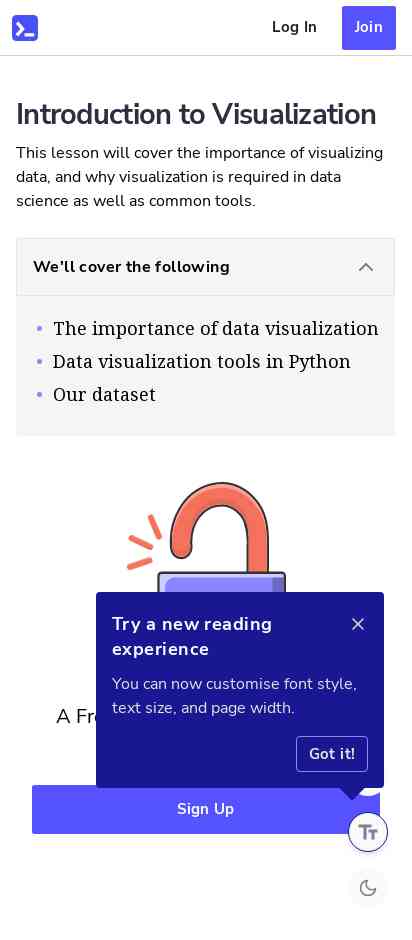 Log In
Join
Introduction to Visualization
This lesson will cover the importance of visualizing
data, and why visualization is required in data
science as well as common tools.
We'll cover the following
The importance of data visualization
Data visualization tools in Python
Our dataset
Try a new reading
experience
You can now customise font style,
text size, and page width.
A
Got it!
Sign Up
TT